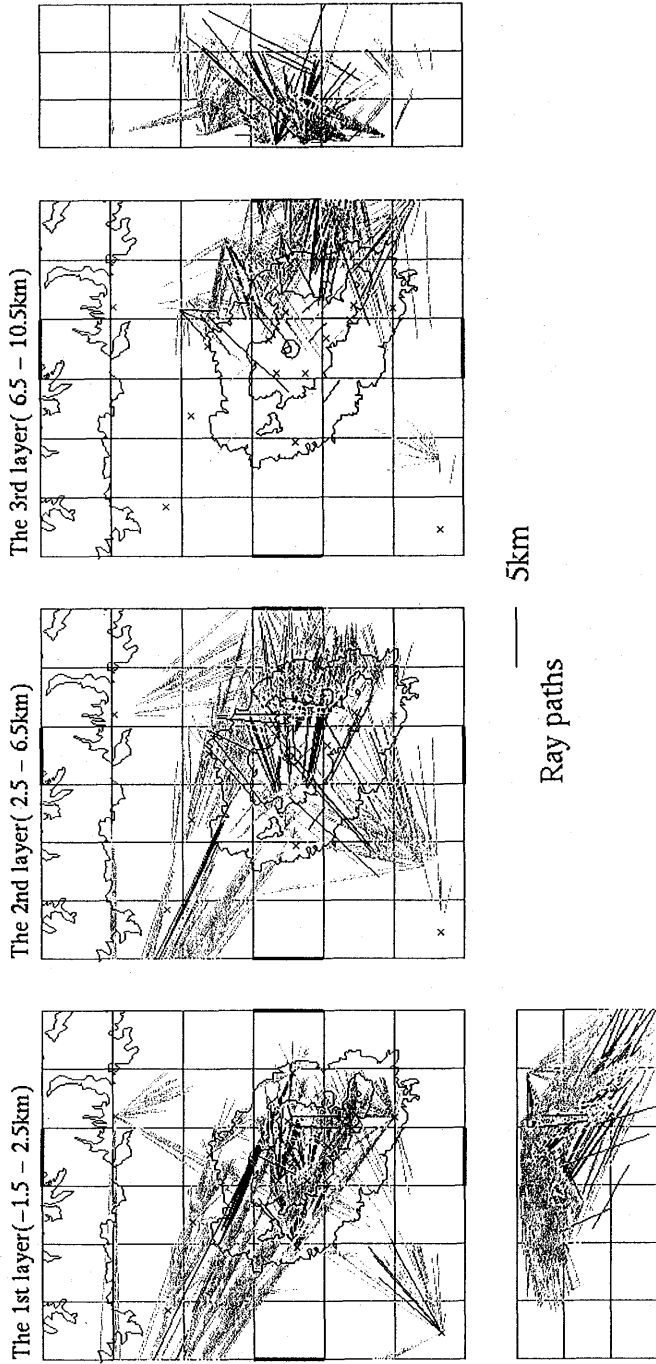 The 1st layer(−1.5 − 2.5km)
The 2nd layer( 2.5 − 6.5km)
The 3rd layer( 6.5 − 10.5km)
5km
Ray paths